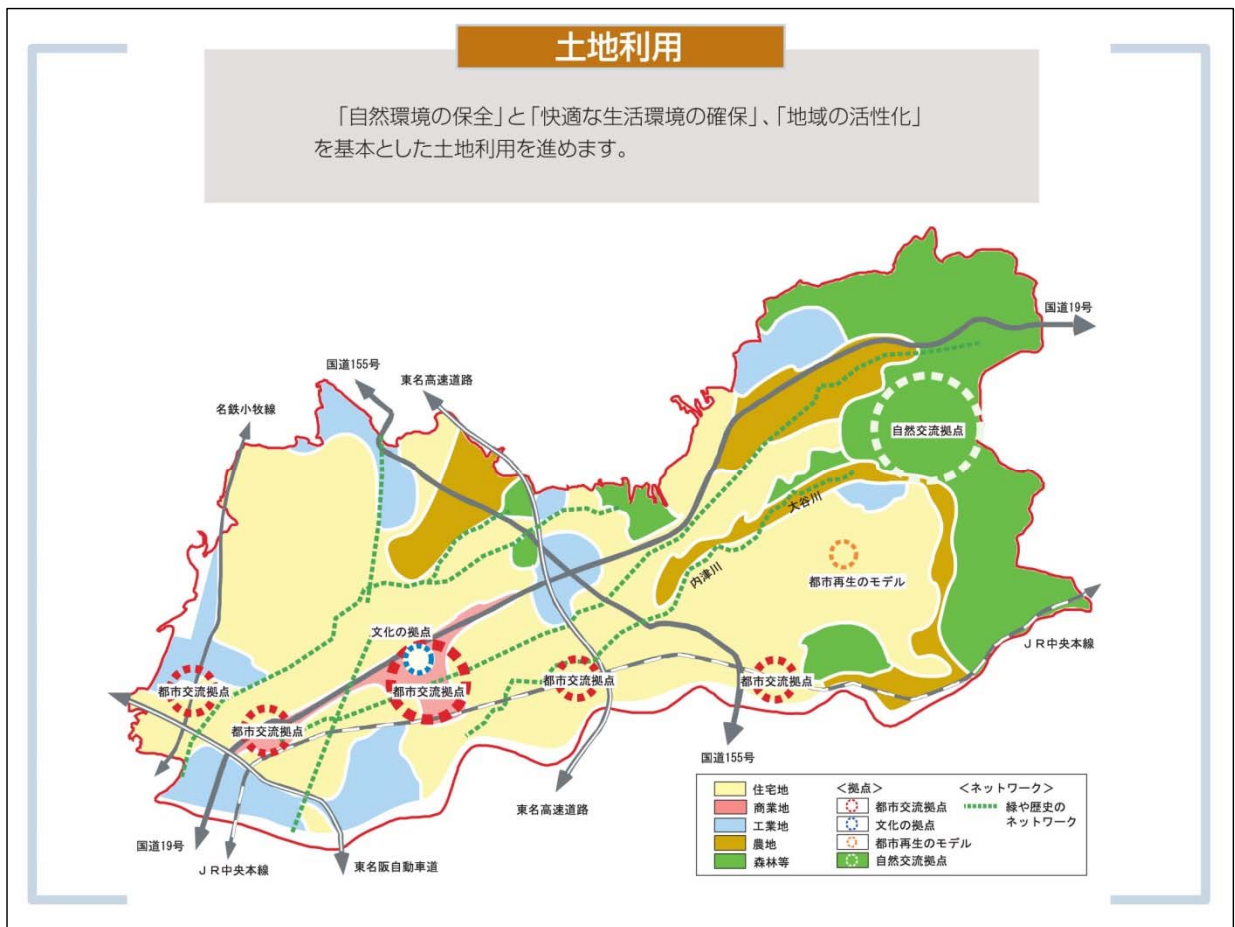 土地利用
「自然環境の保全」と「快適な生活環境の確保」、「地域の活性化」
を基本とした土地利用を進めます。
国道19号
国道155号
東名高速道路
名鉄小牧線
自然交流拠点
大谷川
内津川
都市再生のモデル
文化の拠点
JR中央本線
都市交流拠点
都市交流拠点
都市交流拠点
都市交流拠点
都市交流拠点
国道155号
東名高速道路
国道19号
JR中央本線
東名阪自動車道
住宅地
商業地
工業地
農地
森林等
<拠点>
都市交流拠点
文化の拠点
都市再生のモデル
自然交流拠点
<ネットワーク>
緑や歴史の
ネットワーク